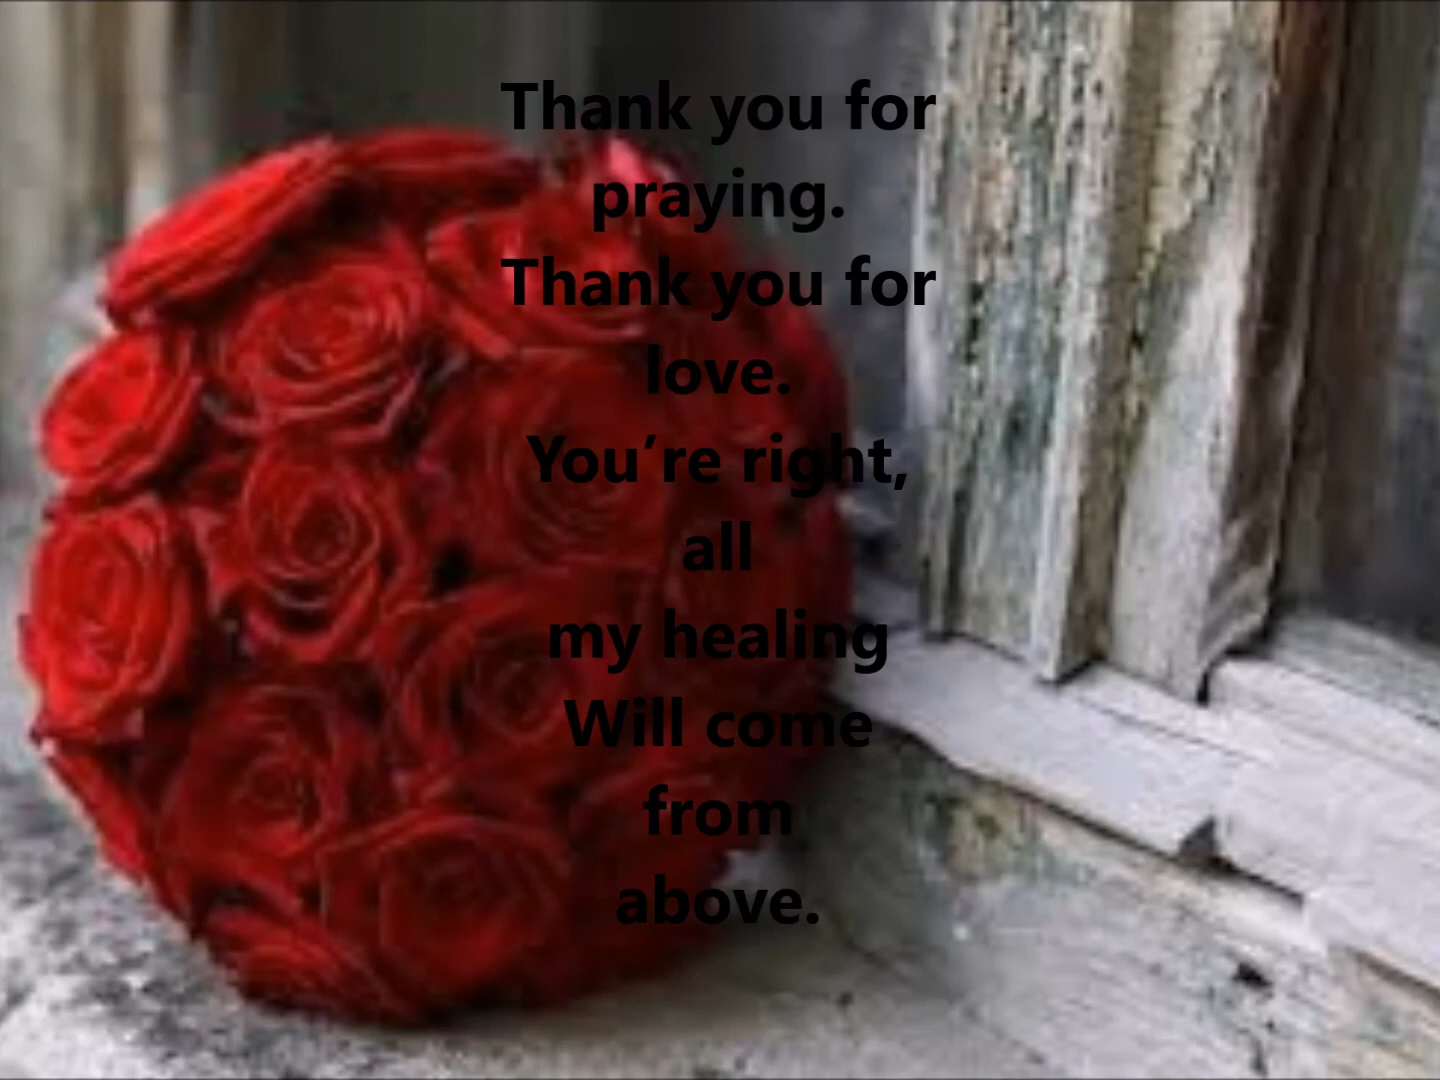 Thank you for
praying.
Thank you for
love.
You’re right,
all
my healing
Will come
from
above.